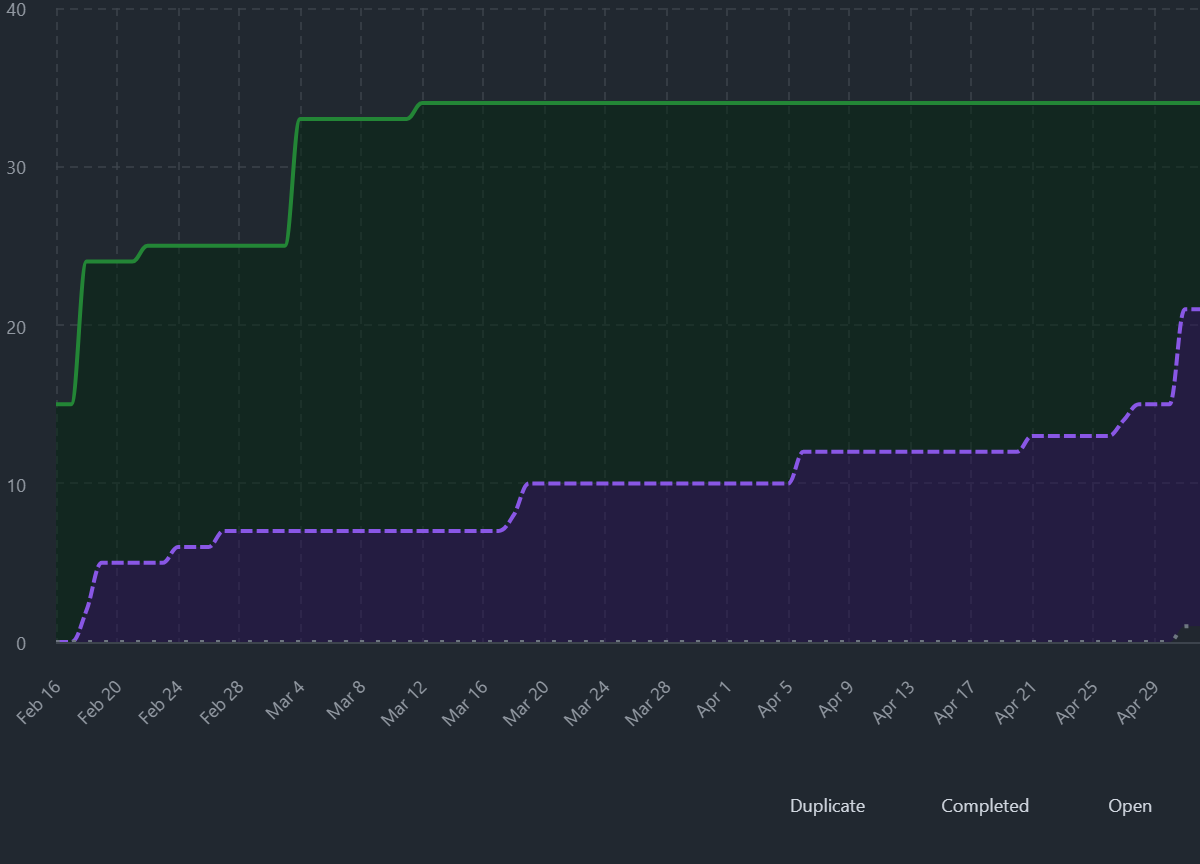 40
30
20
10
0
Feb 16
Feb 20
Feb 24
Feb 28
Mar 4
Mar 8
Mar 12
Mar 16
Mar 20
Mar 24
Mar 28
Apr 1
Apr 5
Apr 9
Apr 13
Apr 17
Apr 21
Apr 25
Apr 29
Duplicate Completed Open